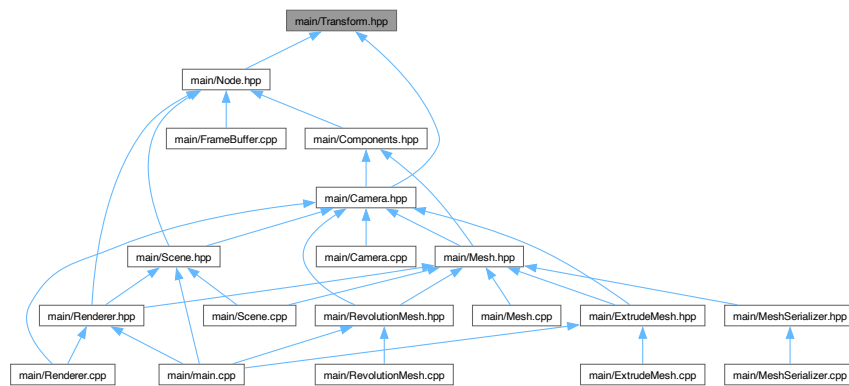 main/Transform.hpp
main/Node.hpp
main/FrameBuffer.cpp
main/Components.hpp
main/Camera.hpp
main/Scene.hpp
main/Camera.cpp
main/Mesh.hpp
main/Renderer.hpp
main/Scene.cpp
main/RevolutionMesh.hpp
main/Mesh.cpp
main/ExtrudeMesh.hpp
main/MeshSerializer.hpp
main/Renderer.cpp
main/main.cpp
main/RevolutionMesh.cpp
main/ExtrudeMesh.cpp
main/MeshSerializer.cpp